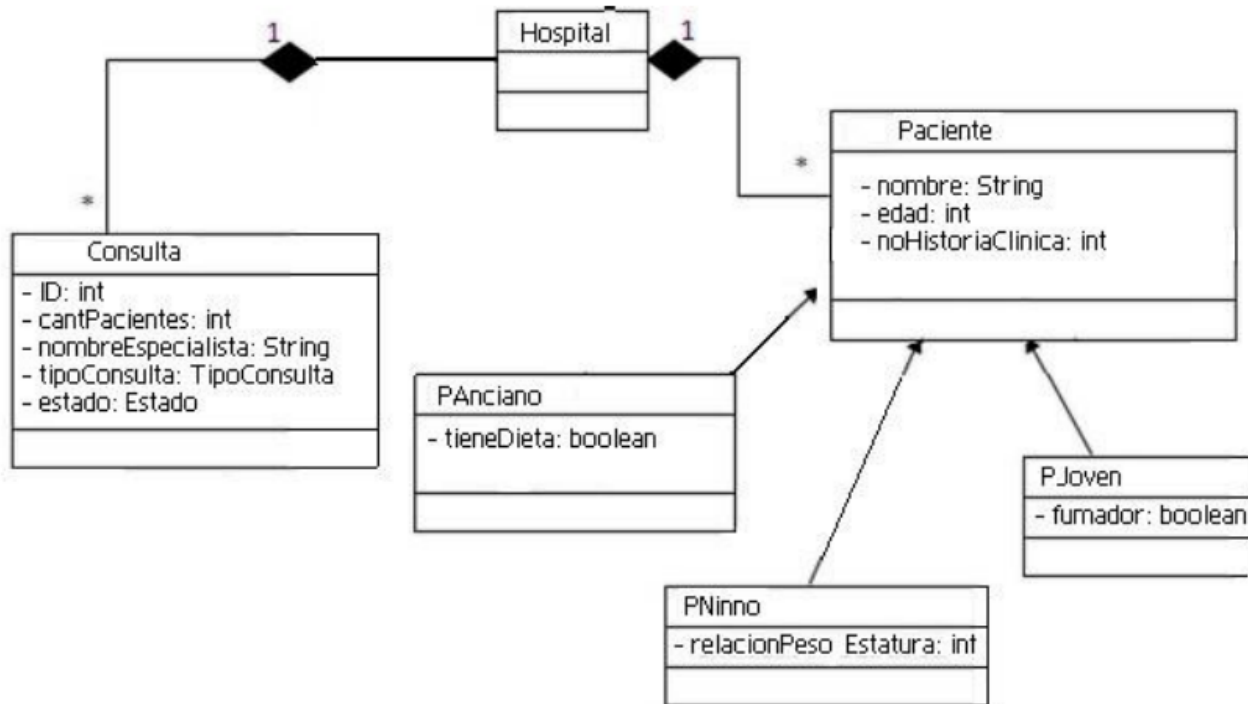 1
Hospital
1
Paciente
*
- nombre: String
- edad: int
- noHistoriaClinica: int
*
Consulta
- ID: int
- cantPacientes: int
- nombreEspecialista: String
- tipoConsulta: TipoConsulta
- estado: Estado
PAnciano
- tieneDieta: boolean
PJoven
- fumador: boolean
PNinno
- relacionPeso Estatura: int